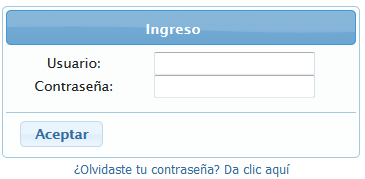 Ingreso
Usuario:
Contraseña:
Aceptar
¿Olvidaste tu contraseña? Da clic aquí